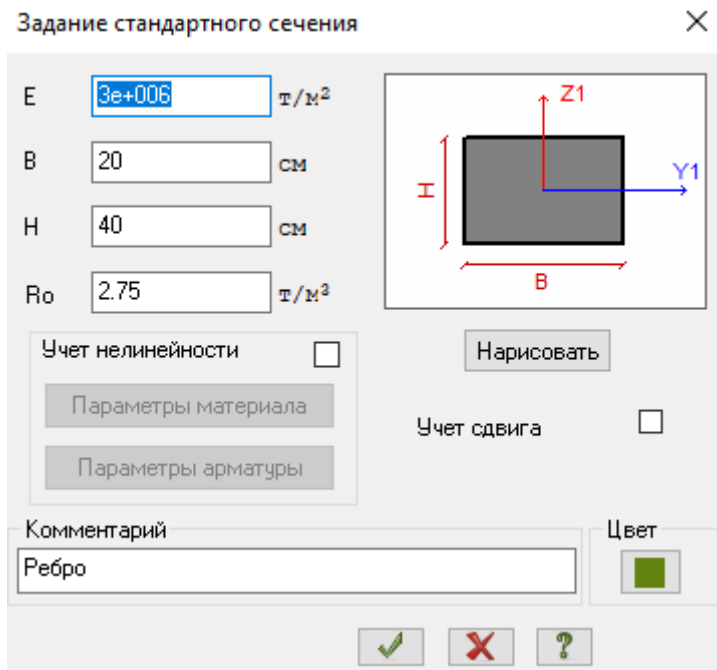 Задание стандартного сечения
E 3e+006 т/м²
B 20 см
H 40 см
Ro 2.75 т/м³
Z1
Y1
H
B
Учет нелинейности
Параметры материала
Параметры арматуры
Нарисовать
Учет сдвига
Комментарий
Ребро
Цвет
?